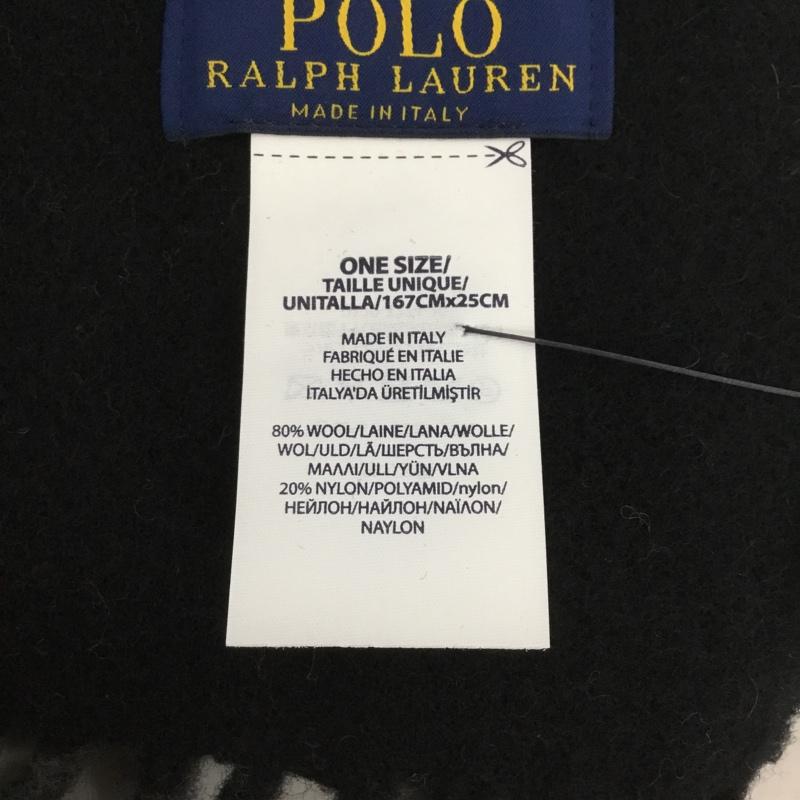 POLO
RALPH LAUREN
MADE IN ITALY
ONE SIZE/
TAILLE UNIQUE/
UNITALLA/167CMx25CM
MADE IN ITALY
FABRIQUÉ EN ITALIE
HECHO EN ITALIA
İTALYA'DA ÜRETİLMİŞTİR
80% WOOL/LAINE/LANA/WOLLE/
WOL/ULD/LÃ/ШЕРСТЬ/ВЪЛНА/
ΜΑΛΛΙ/ULL/YÜN/VLNA
20% NYLON/POLYAMID/nylon/
НЕЙЛОН/НАЙЛОН/ΝΑΪΛΟΝ/
NAYLON